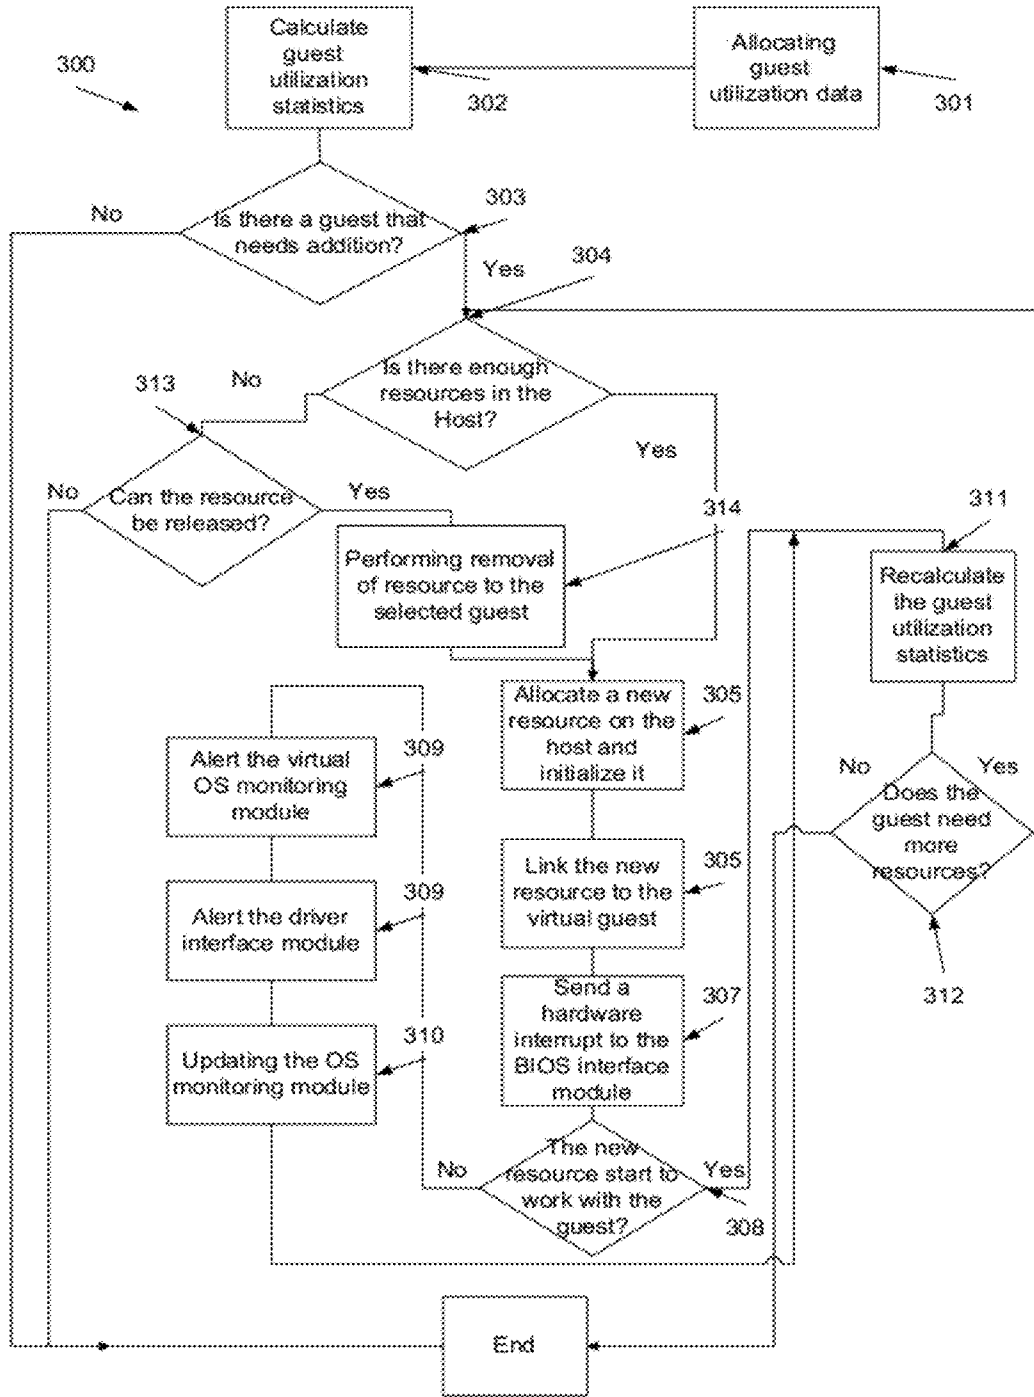 300
Calculate
guest
utilization
statistics
302
Allocating
guest
utilization data
301
No
Is there a guest that
needs addition?
303
Yes
304
Is there enough
resources in the
Host?
No
313
Yes
No
Can the resource
be released?
Yes
314
Performing removal
of resource to the
selected guest
311
Recalculate
the guest
utilization
statistics
Allocate a new
resource on the
host and
initialize it
305
309
Alert the virtual
OS monitoring
module
No
Yes
Does the
guest need
more
resources?
312
Link the new
resource to the
virtual guest
305
309
Alert the driver
interface module
Send a
hardware
interrupt to the
BIOS interface
module
307
310
Updating the OS
monitoring module
The new
resource start to
work with the
guest?
No
Yes
308
End